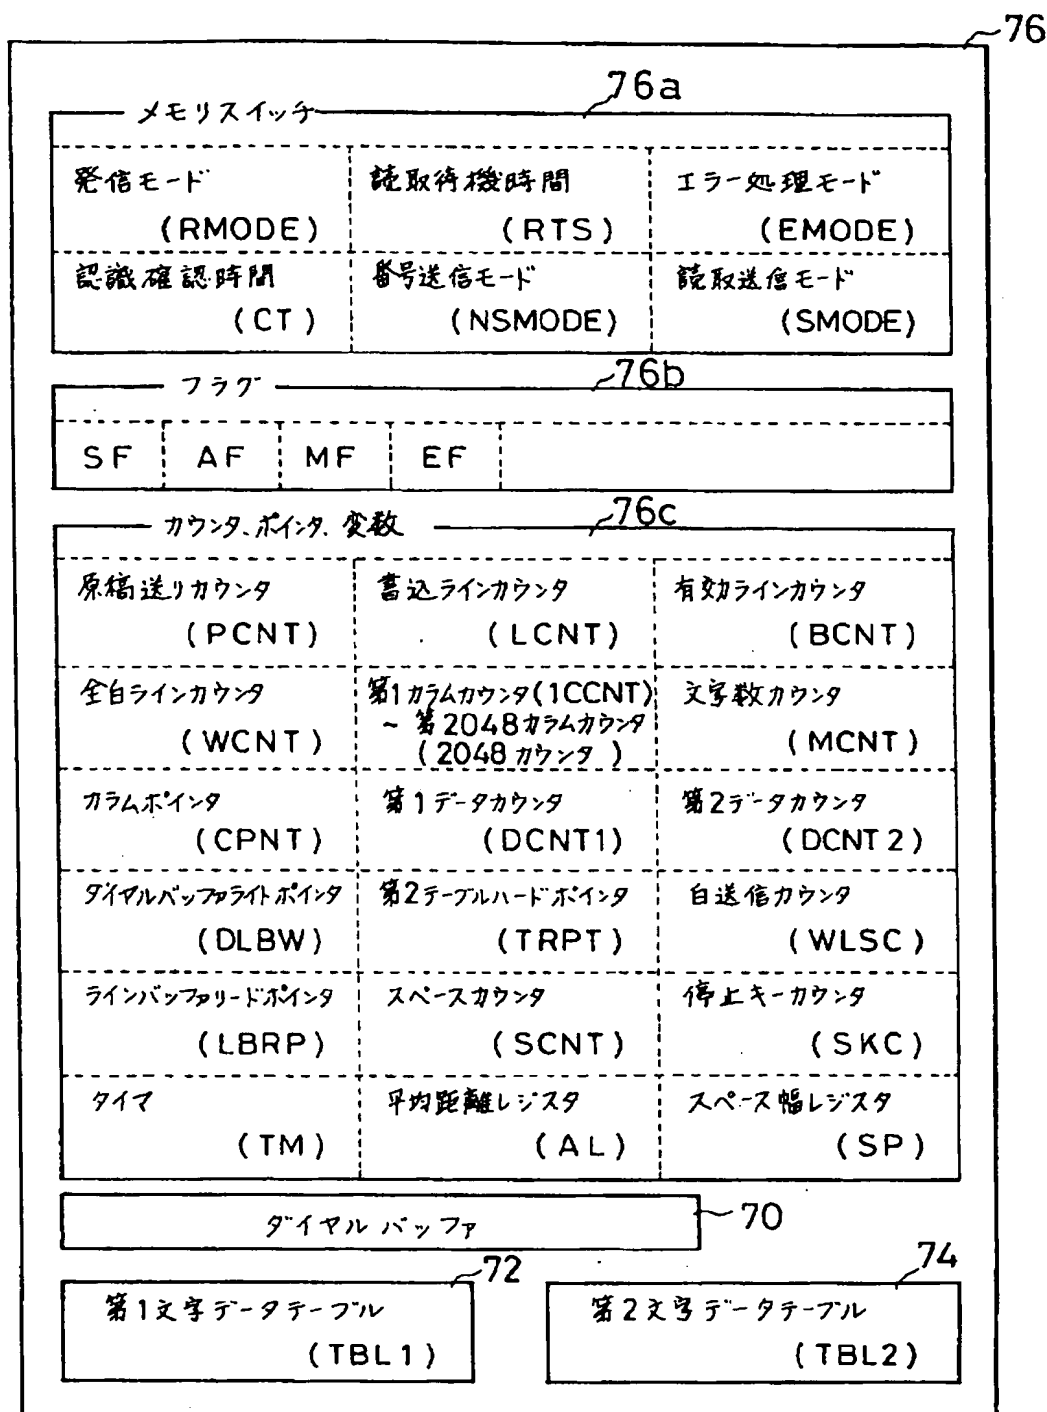 76
76a
メモリスイッチ
発信モード 読取待機時間 エラー処理モード
(RMODE) (RTS) (EMODE)
認識確認時間 番号送信モード 読取送信モード
(CT) (NSMODE) (SMODE)
76b
フラグ
SF AF MF EF
76c
カウンタ、ポインタ、変数
原稿送りカウンタ 書込ラインカウンタ 有効ラインカウンタ
(PCNT) (LCNT) (BCNT)
全白ラインカウンタ 第1カラムカウンタ(1CCNT) 文字数カウンタ
~第2048カラムカウンタ
(WCNT) (2048カウンタ) (MCNT)
カラムポインタ 第1データカウンタ 第2データカウンタ
(CPNT) (DCNT1) (DCNT2)
ダイヤルバッファライトポインタ 第2テーブルハードポインタ 白送信カウンタ
(DLBW) (TRPT) (WLSC)
ラインバッファリードポインタ スペースカウンタ 停止キーカウンタ
(LBRP) (SCNT) (SKC)
タイマ 平均距離レジスタ スペース幅レジスタ
(TM) (AL) (SP)
ダイヤルバッファ 70
72 74
第1文字データテーブル 第2文字データテーブル
(TBL1) (TBL2)